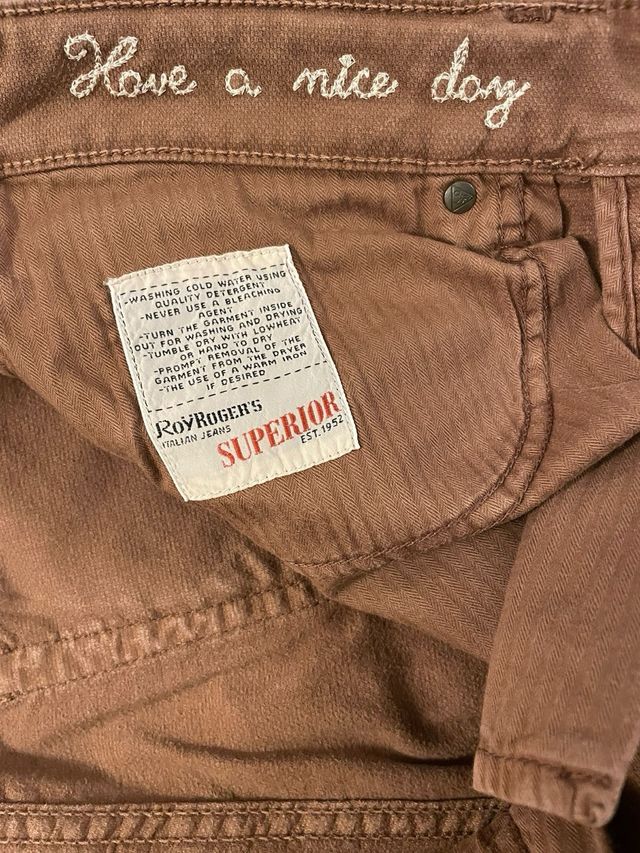 Have a nice day
-WASHING COLD WATER USING
QUALITY DETERGENT
-NEVER USE A BLEACHING
AGENT
-TURN THE GARMENT INSIDE
OUT FOR WASHING AND DRYING
-TUMBLE DRY WITH LOWHEAT
OR HAND TO DRY
-PROMPT REMOVAL OF THE
GARMENT FROM THE DRYER
-THE USE OF A WARM IRON
IF DESIRED
ROŸROGER'S
ITALIAN JEANS
SUPERIOR
EST.1952